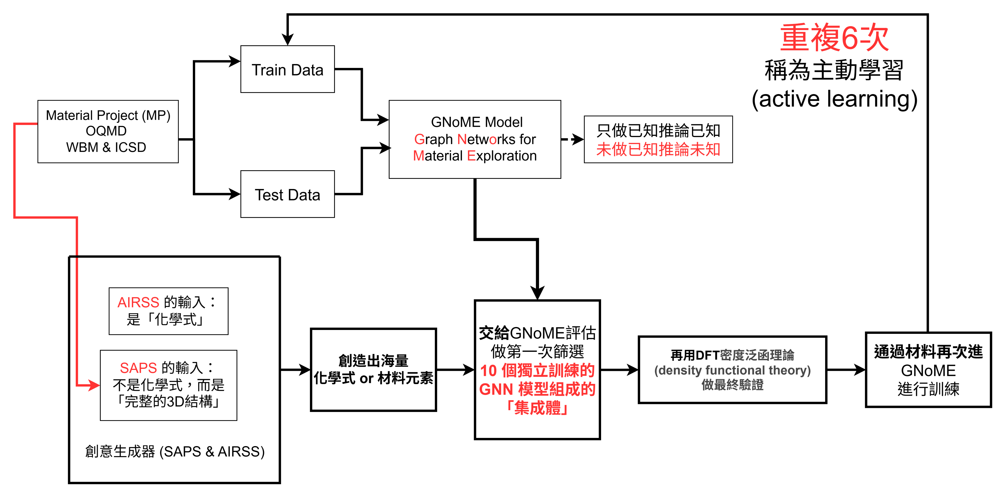 重複6次
稱為主動學習
(active learning)
Train Data
Material Project (MP)
OQMD
WBM & ICSD
GNoME Model
Graph Networks for
Material Exploration
只做已知推論已知
未做已知推論未知
Test Data
AIRSS 的輸入：
是「化學式」
SAPS 的輸入：
不是化學式，而是
「完整的3D結構」
創意生成器 (SAPS & AIRSS)
創造出海量
化學式 or 材料元素
交給GNoME評估
做第一次篩選
10 個獨立訓練的
GNN 模型組成的
「集成體」
再用DFT密度泛函理論
(density functional theory)
做最終驗證
通過材料再次進
GNoME
進行訓練